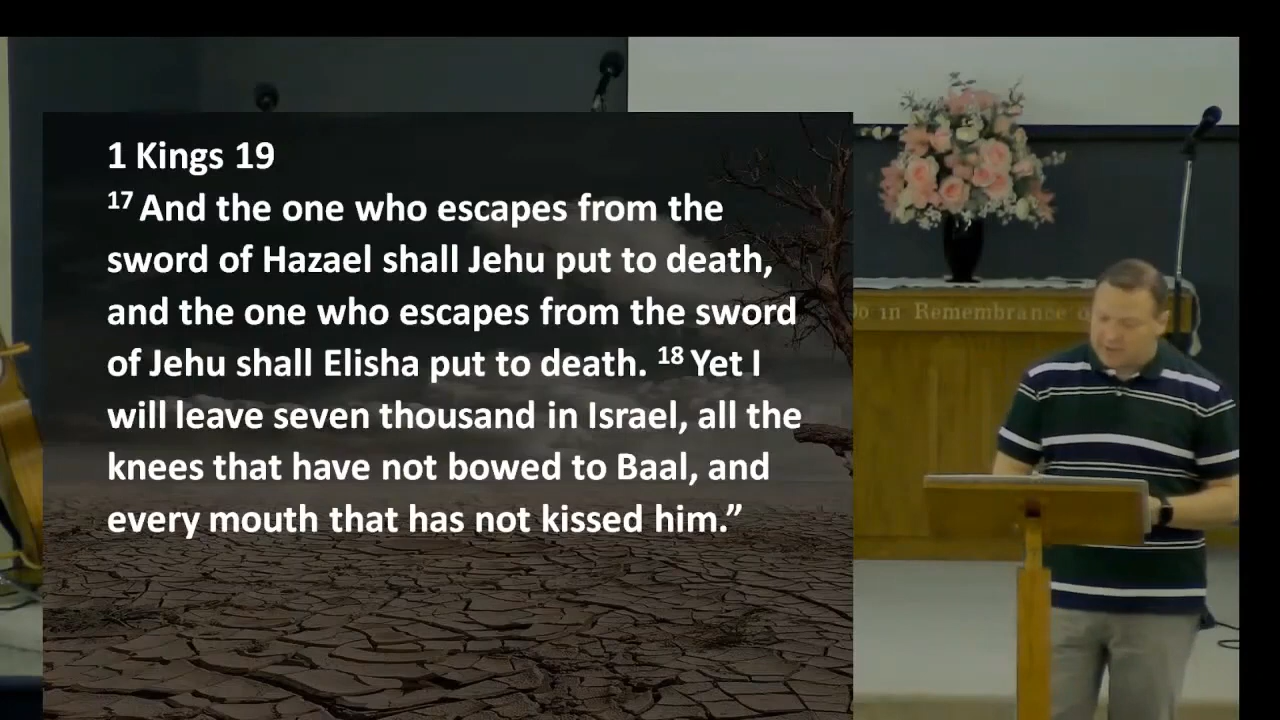 1 Kings 19
17 And the one who escapes from the
sword of Hazael shall Jehu put to death,
and the one who escapes from the sword
of Jehu shall Elisha put to death. 18 Yet I
will leave seven thousand in Israel, all the
knees that have not bowed to Baal, and
every mouth that has not kissed him.”
in Remembrance